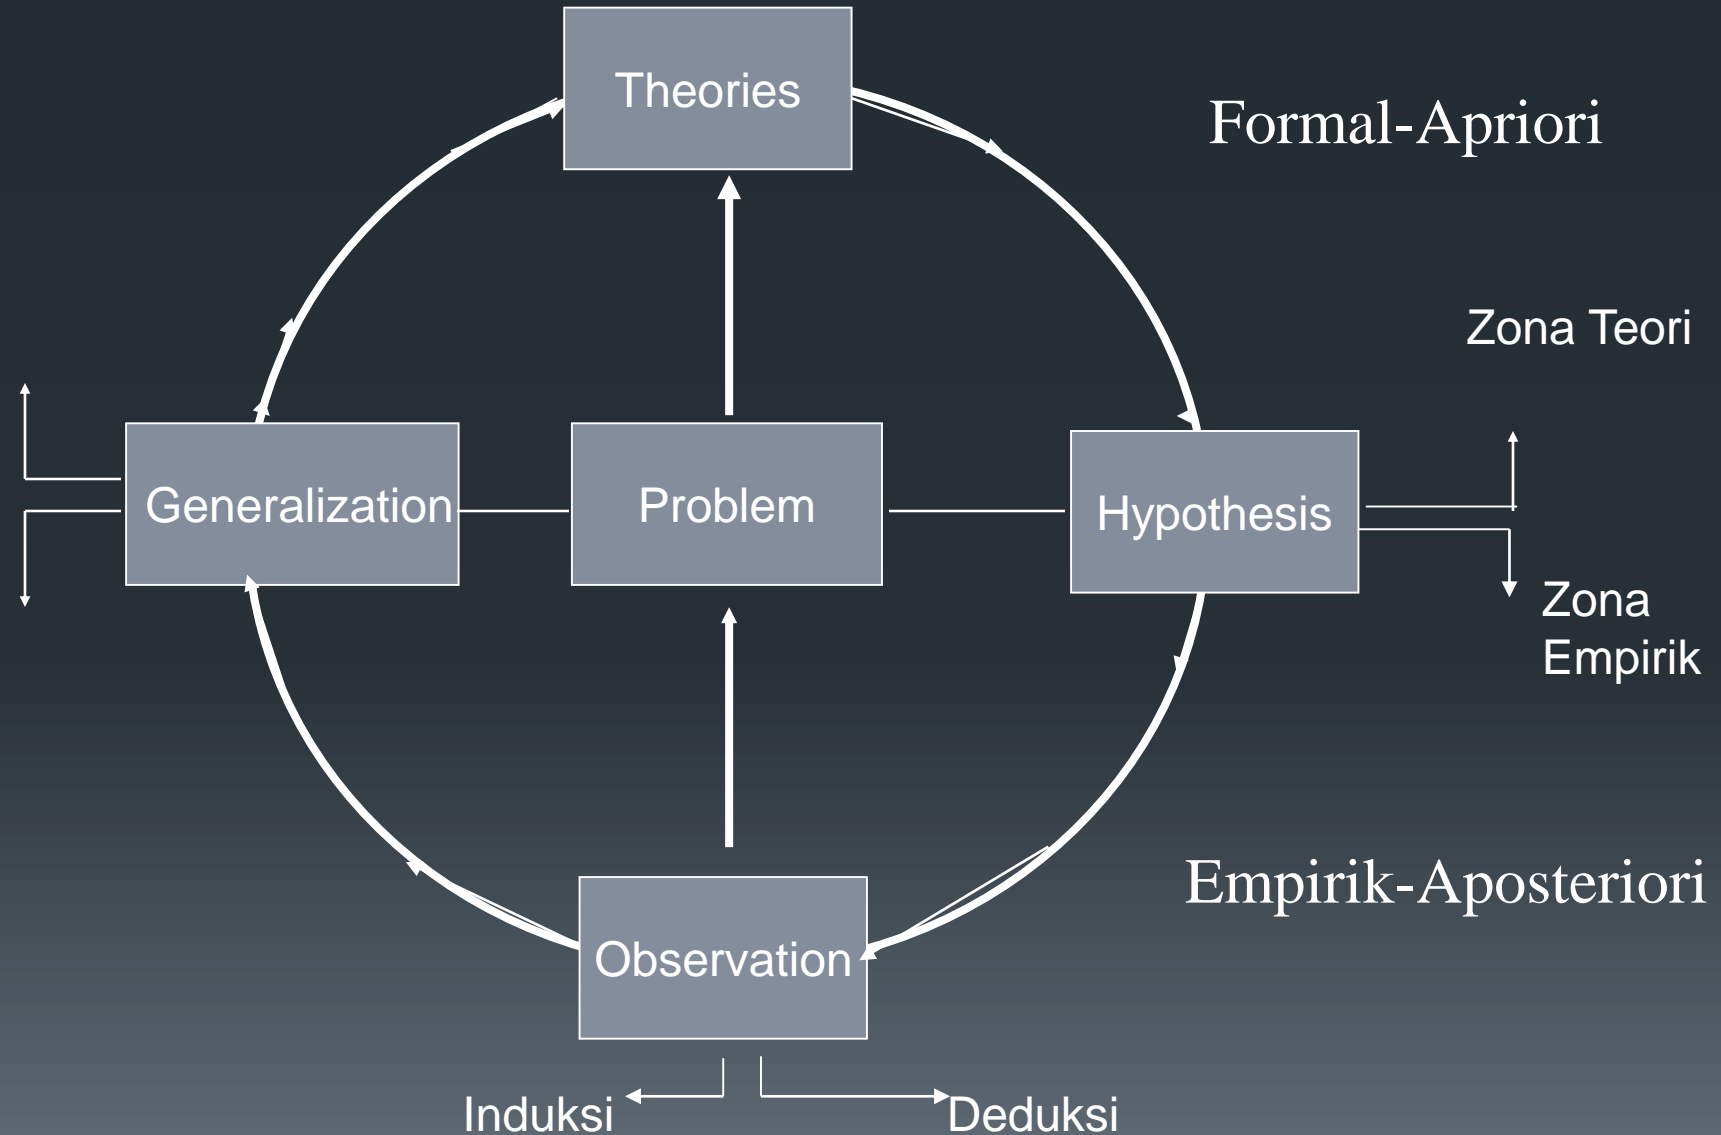 Theories
Formal-Apriori
Zona Teori
Generalization
Problem
Hypothesis
Zona
Empirik
Empirik-Aposteriori
Observation
Induksi
Deduksi